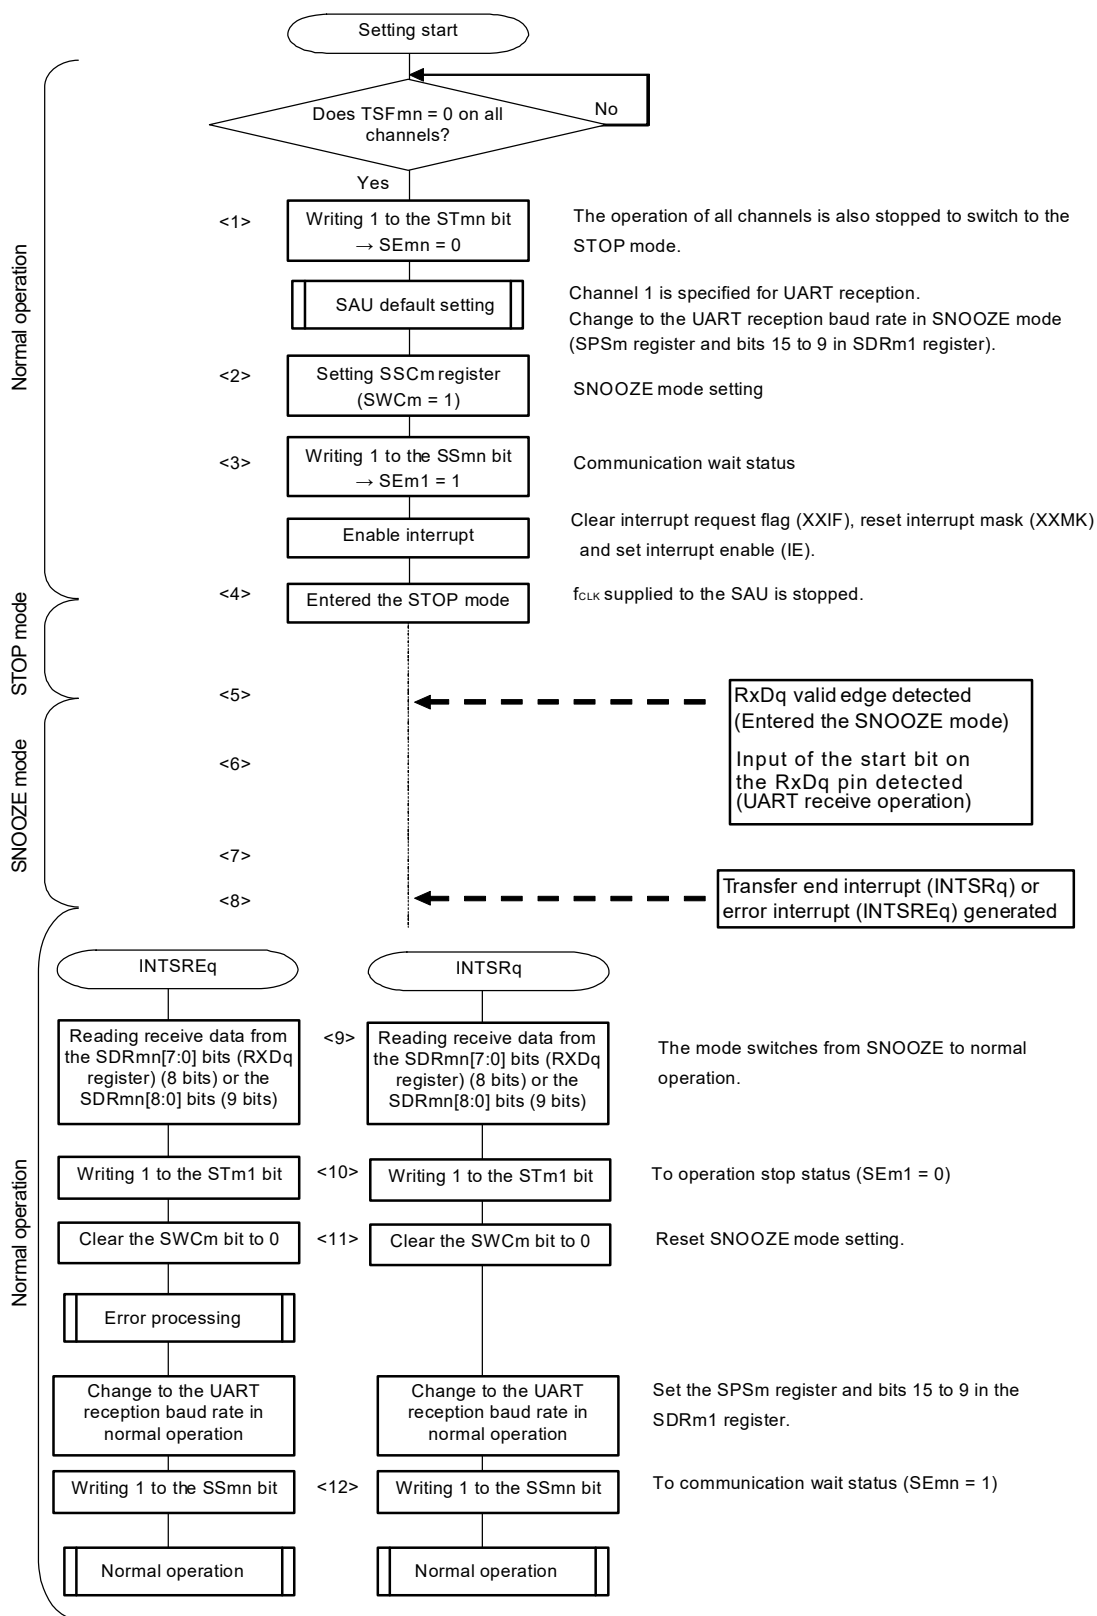 Setting start
Does TSFmn = 0 on all
channels?
No
Yes
Normal operation
<1>
Writing 1 to the STmn bit
→ SEmn = 0
The operation of all channels is also stopped to switch to the
STOP mode.
SAU default setting
Channel 1 is specified for UART reception.
Change to the UART reception baud rate in SNOOZE mode
(SPSm register and bits 15 to 9 in SDRm1 register).
<2>
Setting SSCm register
(SWCm = 1)
SNOOZE mode setting
<3>
Writing 1 to the SSmn bit
→ SEm1 = 1
Communication wait status
Enable interrupt
Clear interrupt request flag (XXIF), reset interrupt mask (XXMK)
and set interrupt enable (IE).
<4>
Entered the STOP mode
fCLK supplied to the SAU is stopped.
STOP mode
<5>
RxDq valid edge detected
(Entered the SNOOZE mode)
SNOOZE mode
<6>
Input of the start bit on
the RxDq pin detected
(UART receive operation)
<7>
<8>
Transfer end interrupt (INTSRq) or
error interrupt (INTSREq) generated
INTSREq
INTSRq
Reading receive data from
the SDRmn[7:0] bits (RXDq
register) (8 bits) or the
SDRmn[8:0] bits (9 bits)
<9>
Reading receive data from
the SDRmn[7:0] bits (RXDq
register) (8 bits) or the
SDRmn[8:0] bits (9 bits)
The mode switches from SNOOZE to normal
operation.
Normal operation
Writing 1 to the STm1 bit
<10>
Writing 1 to the STm1 bit
To operation stop status (SEm1 = 0)
Clear the SWCm bit to 0
<11>
Clear the SWCm bit to 0
Reset SNOOZE mode setting.
Error processing
Change to the UART
reception baud rate in
normal operation
Change to the UART
reception baud rate in
normal operation
Set the SPSm register and bits 15 to 9 in the
SDRm1 register.
Writing 1 to the SSmn bit
<12>
Writing 1 to the SSmn bit
To communication wait status (SEmn = 1)
Normal operation
Normal operation